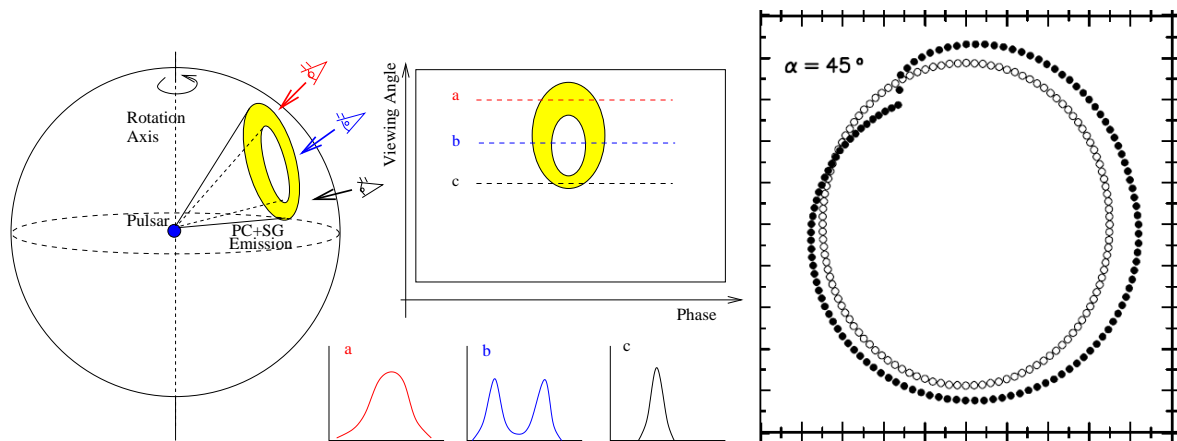 Rotation
Axis
Pulsar
PC+SG
Emission
Viewing Angle
a
b
c
Phase
a
b
c
α = 45°